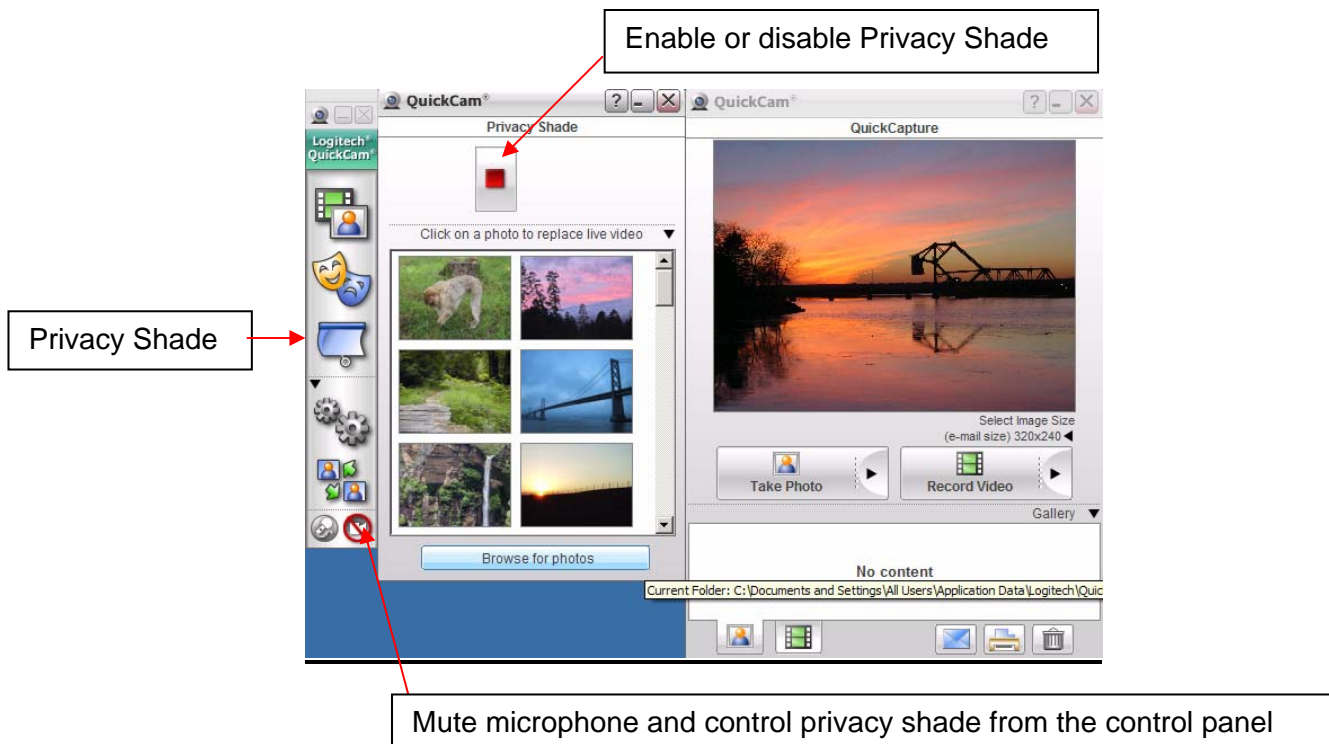 Enable or disable Privacy Shade
QuickCam®
Privacy Shade
Logitech®
QuickCam®
Click on a photo to replace live video
Browse for photos
QuickCam®
QuickCapture
Select Image Size
(e-mail size) 320x240
Take Photo
Record Video
Gallery
No content
Current Folder: C:\Documents and Settings\All Users\Application Data\Logitech\Quic
Privacy Shade
Mute microphone and control privacy shade from the control panel